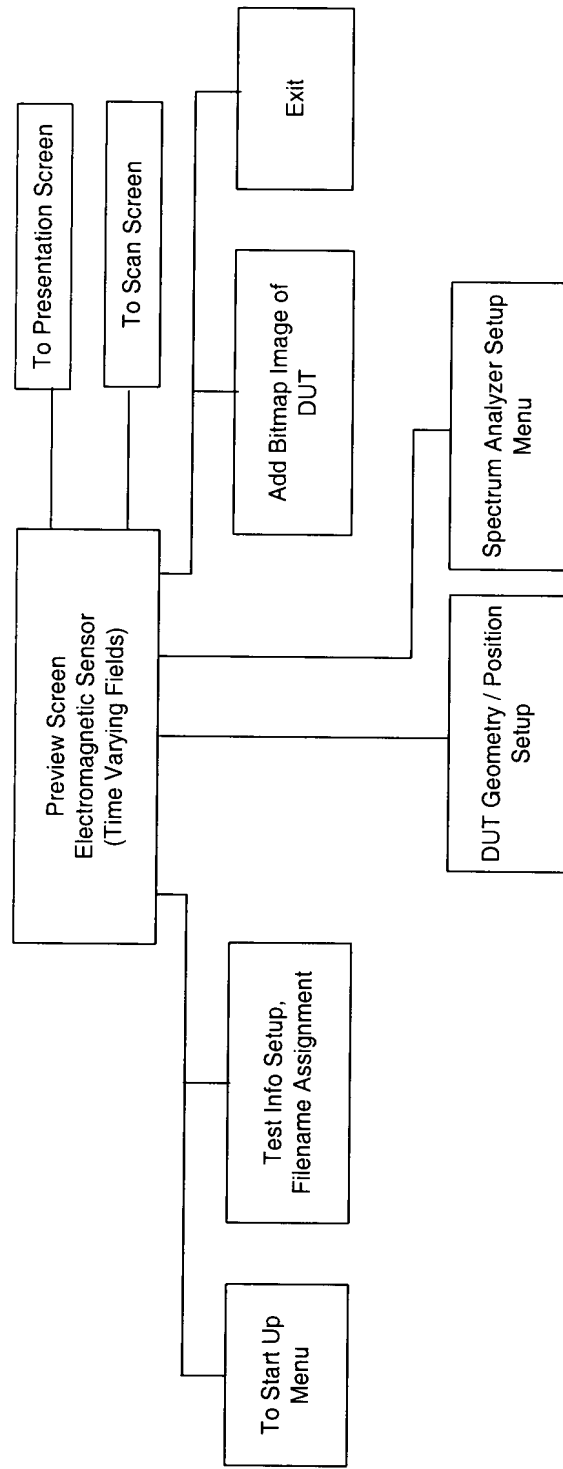 Preview Screen
Electromagnetic Sensor
(Time Varying Fields)
To Presentation Screen
To Scan Screen
To Start Up
Menu
Test Info Setup,
Filename Assignment
Add Bitmap Image of
DUT
Exit
DUT Geometry / Position
Setup
Spectrum Analyzer Setup
Menu